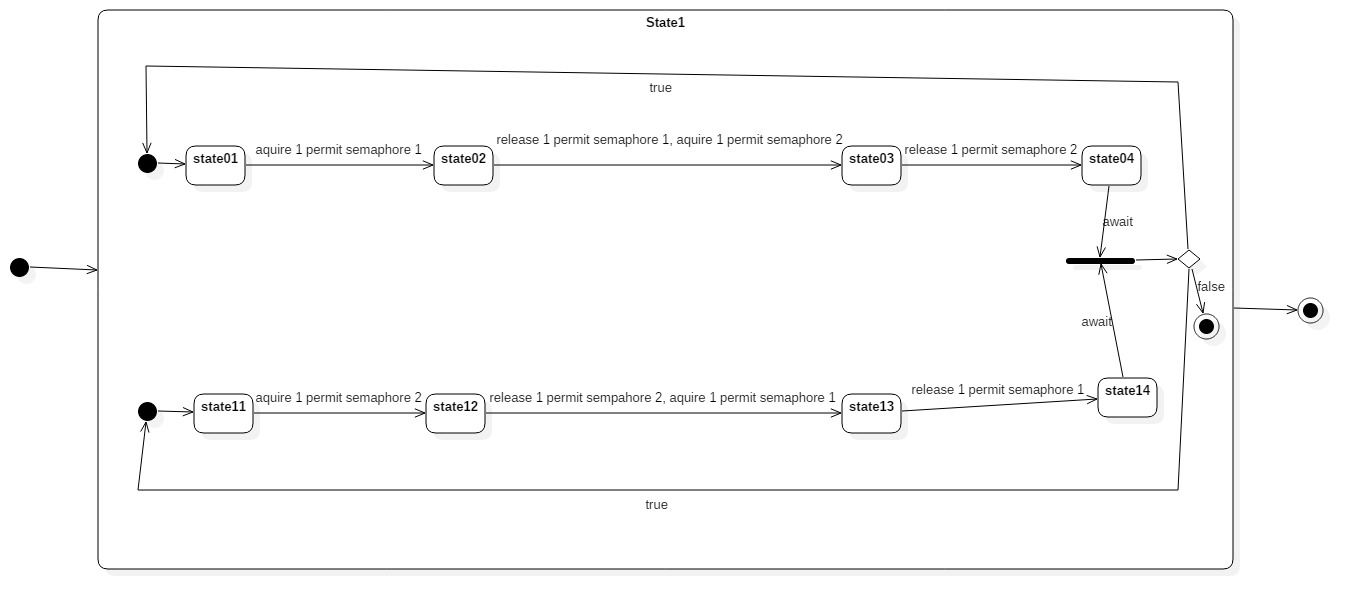 State1
true
aquire 1 permit semaphore 1
release 1 permit semaphore 1, aquire 1 permit semaphore 2
release 1 permit semaphore 2
state01
state02
state03
state04
await
false
await
aquire 1 permit semaphore 2
release 1 permit sempahore 2, aquire 1 permit semaphore 1
release 1 permit semaphore 1
state11
state12
state13
state14
true